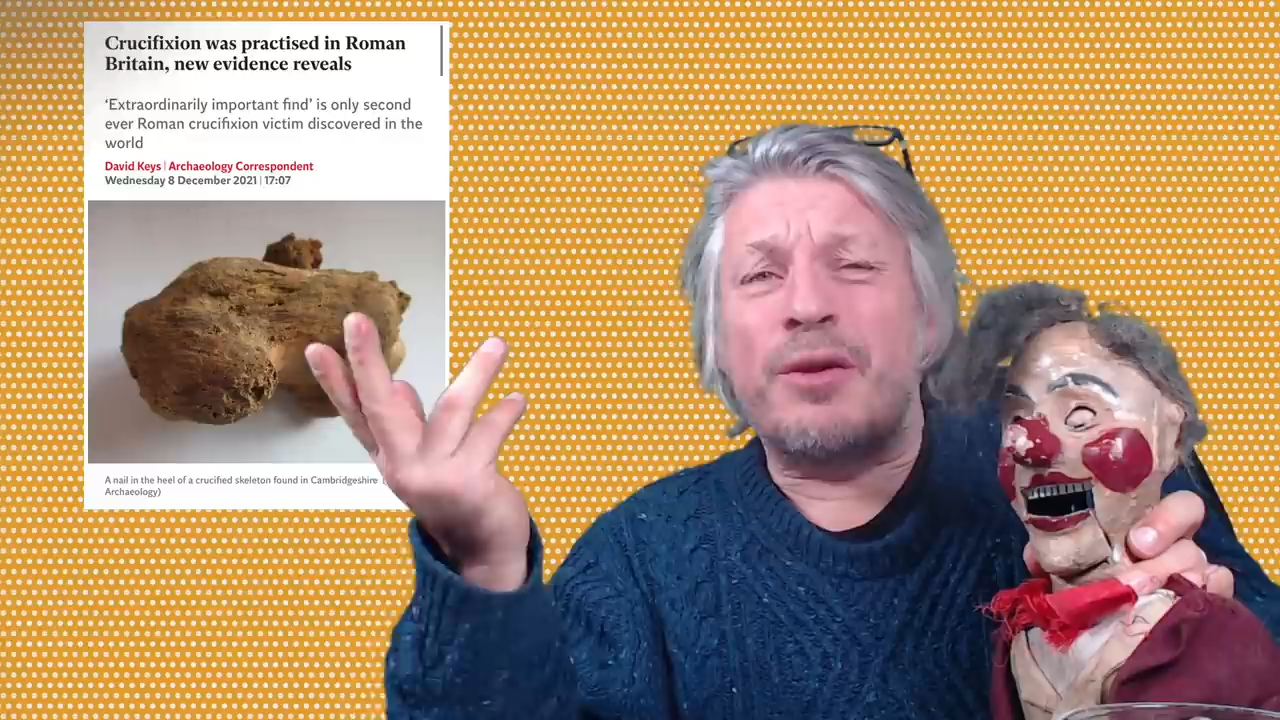 Crucifixion was practised in Roman
Britain, new evidence reveals
‘Extraordinarily important find’ is only second
ever Roman crucifixion victim discovered in the
world
David Keys | Archaeology Correspondent
Wednesday 8 December 2021 | 17:07
A nail in the heel of a crucified skeleton found in Cambridgeshire (
Archaeology)